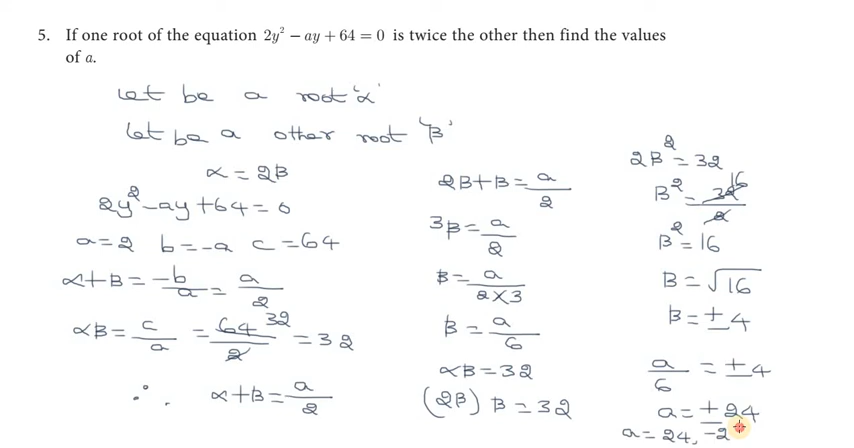 5. If one root of the equation 2y² − ay + 64 = 0 is twice the other then find the values
of a.
Let be a root 'α'
Let be a other root 'β'
α = 2β
2y² − ay + 64 = 0
a = 2 b = −a c = 64
α + β = −b/a = a/2
αβ = c/a = 64/2 32 = 32
∴ α + β = a/2
2β + β = a/2
3β = a/2
β = a/(2×3)
β = a/6
αβ = 32
(2β) β = 32
2β² = 32
β² = 32/2 16
β² = 16
β = √16
β = ±4
a/6 = ±4
a = ±24
a = 24, −2